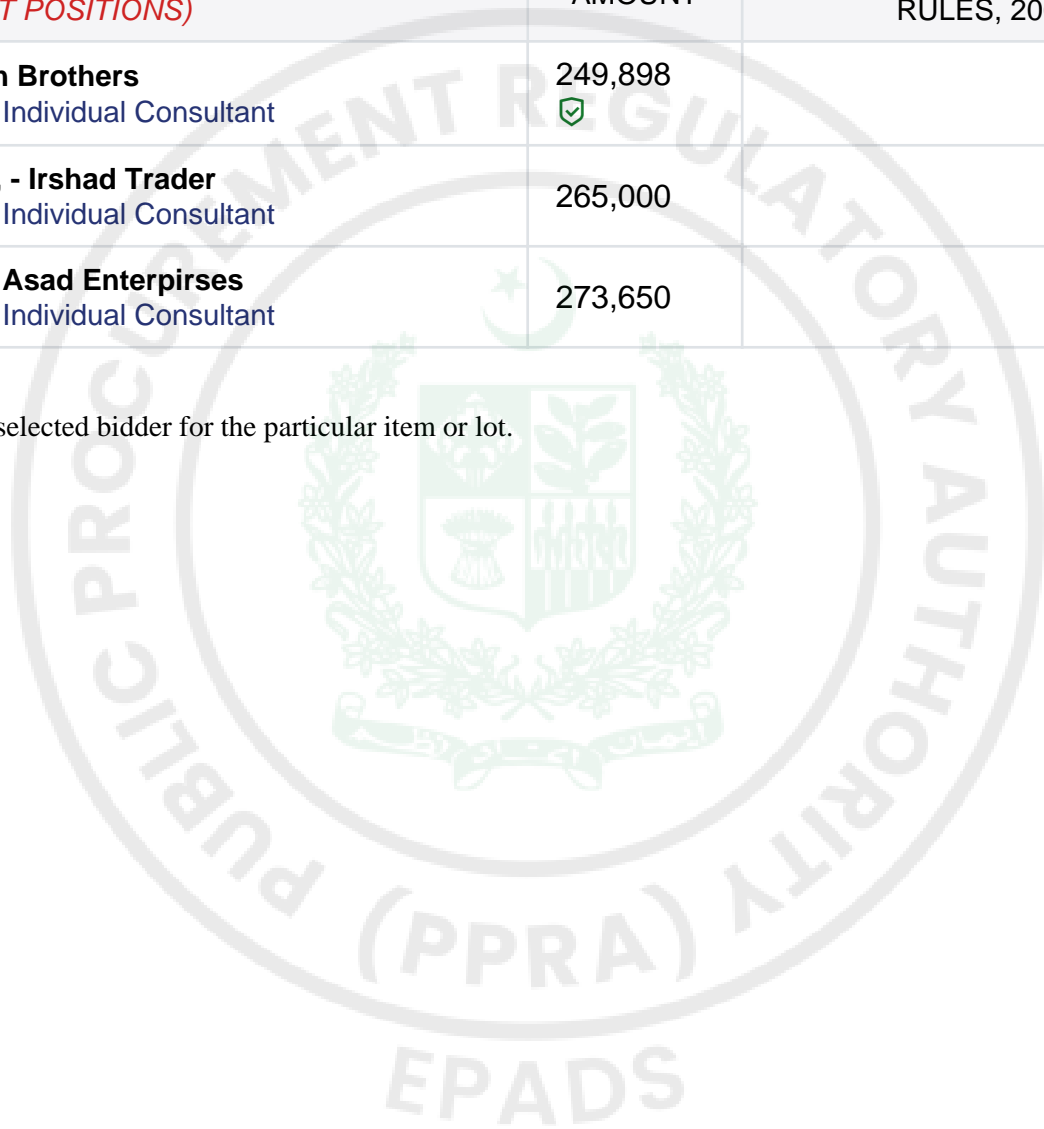 T POSITIONS)
AMOUNT
RULES, 20
n Brothers
Individual Consultant
249,898
- Irshad Trader
Individual Consultant
265,000
Asad Enterpirses
Individual Consultant
273,650
selected bidder for the particular item or lot.
PUBLIC PROCUREMENT REGULATORY AUTHORITY
(PPRA)
EPADS